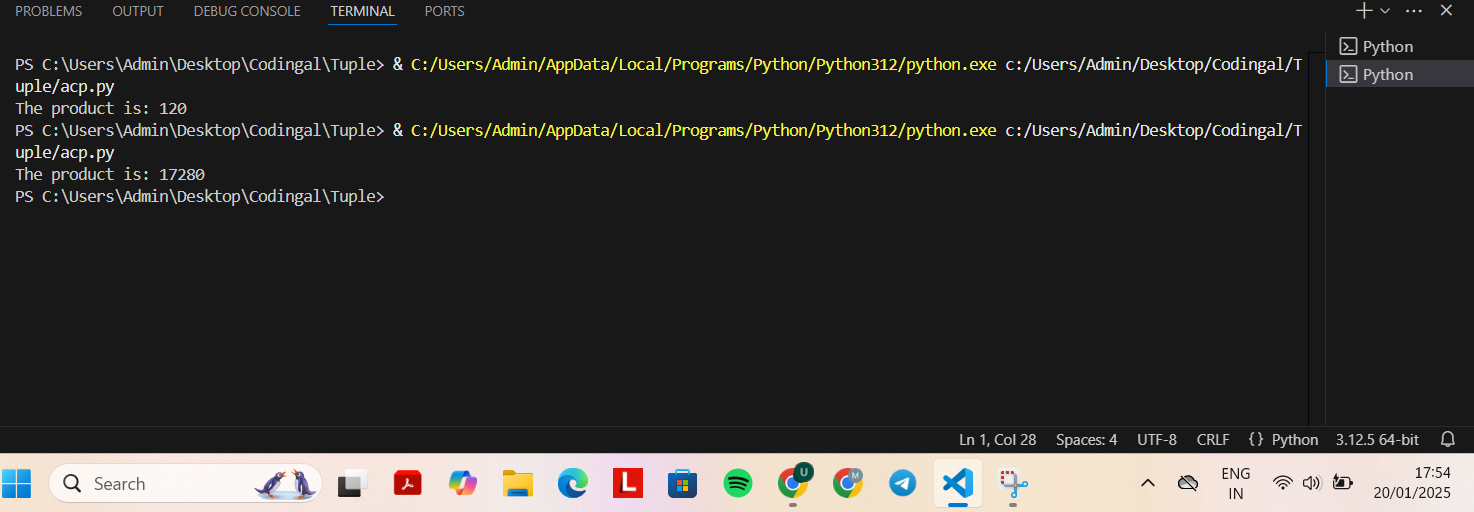 PROBLEMS OUTPUT DEBUG CONSOLE TERMINAL PORTS
PS C:\Users\Admin\Desktop\Codingal\Tuple> & C:/Users/Admin/AppData/Local/Programs/Python/Python312/python.exe c:/Users/Admin/Desktop/Codingal/T
uple/acp.py
The product is: 120
PS C:\Users\Admin\Desktop\Codingal\Tuple> & C:/Users/Admin/AppData/Local/Programs/Python/Python312/python.exe c:/Users/Admin/Desktop/Codingal/T
uple/acp.py
The product is: 17280
PS C:\Users\Admin\Desktop\Codingal\Tuple>
Python
Python
Ln 1, Col 28 Spaces: 4 UTF-8 CRLF {} Python 3.12.5 64-bit
Search
L
U
M
ENG
IN
17:54
20/01/2025